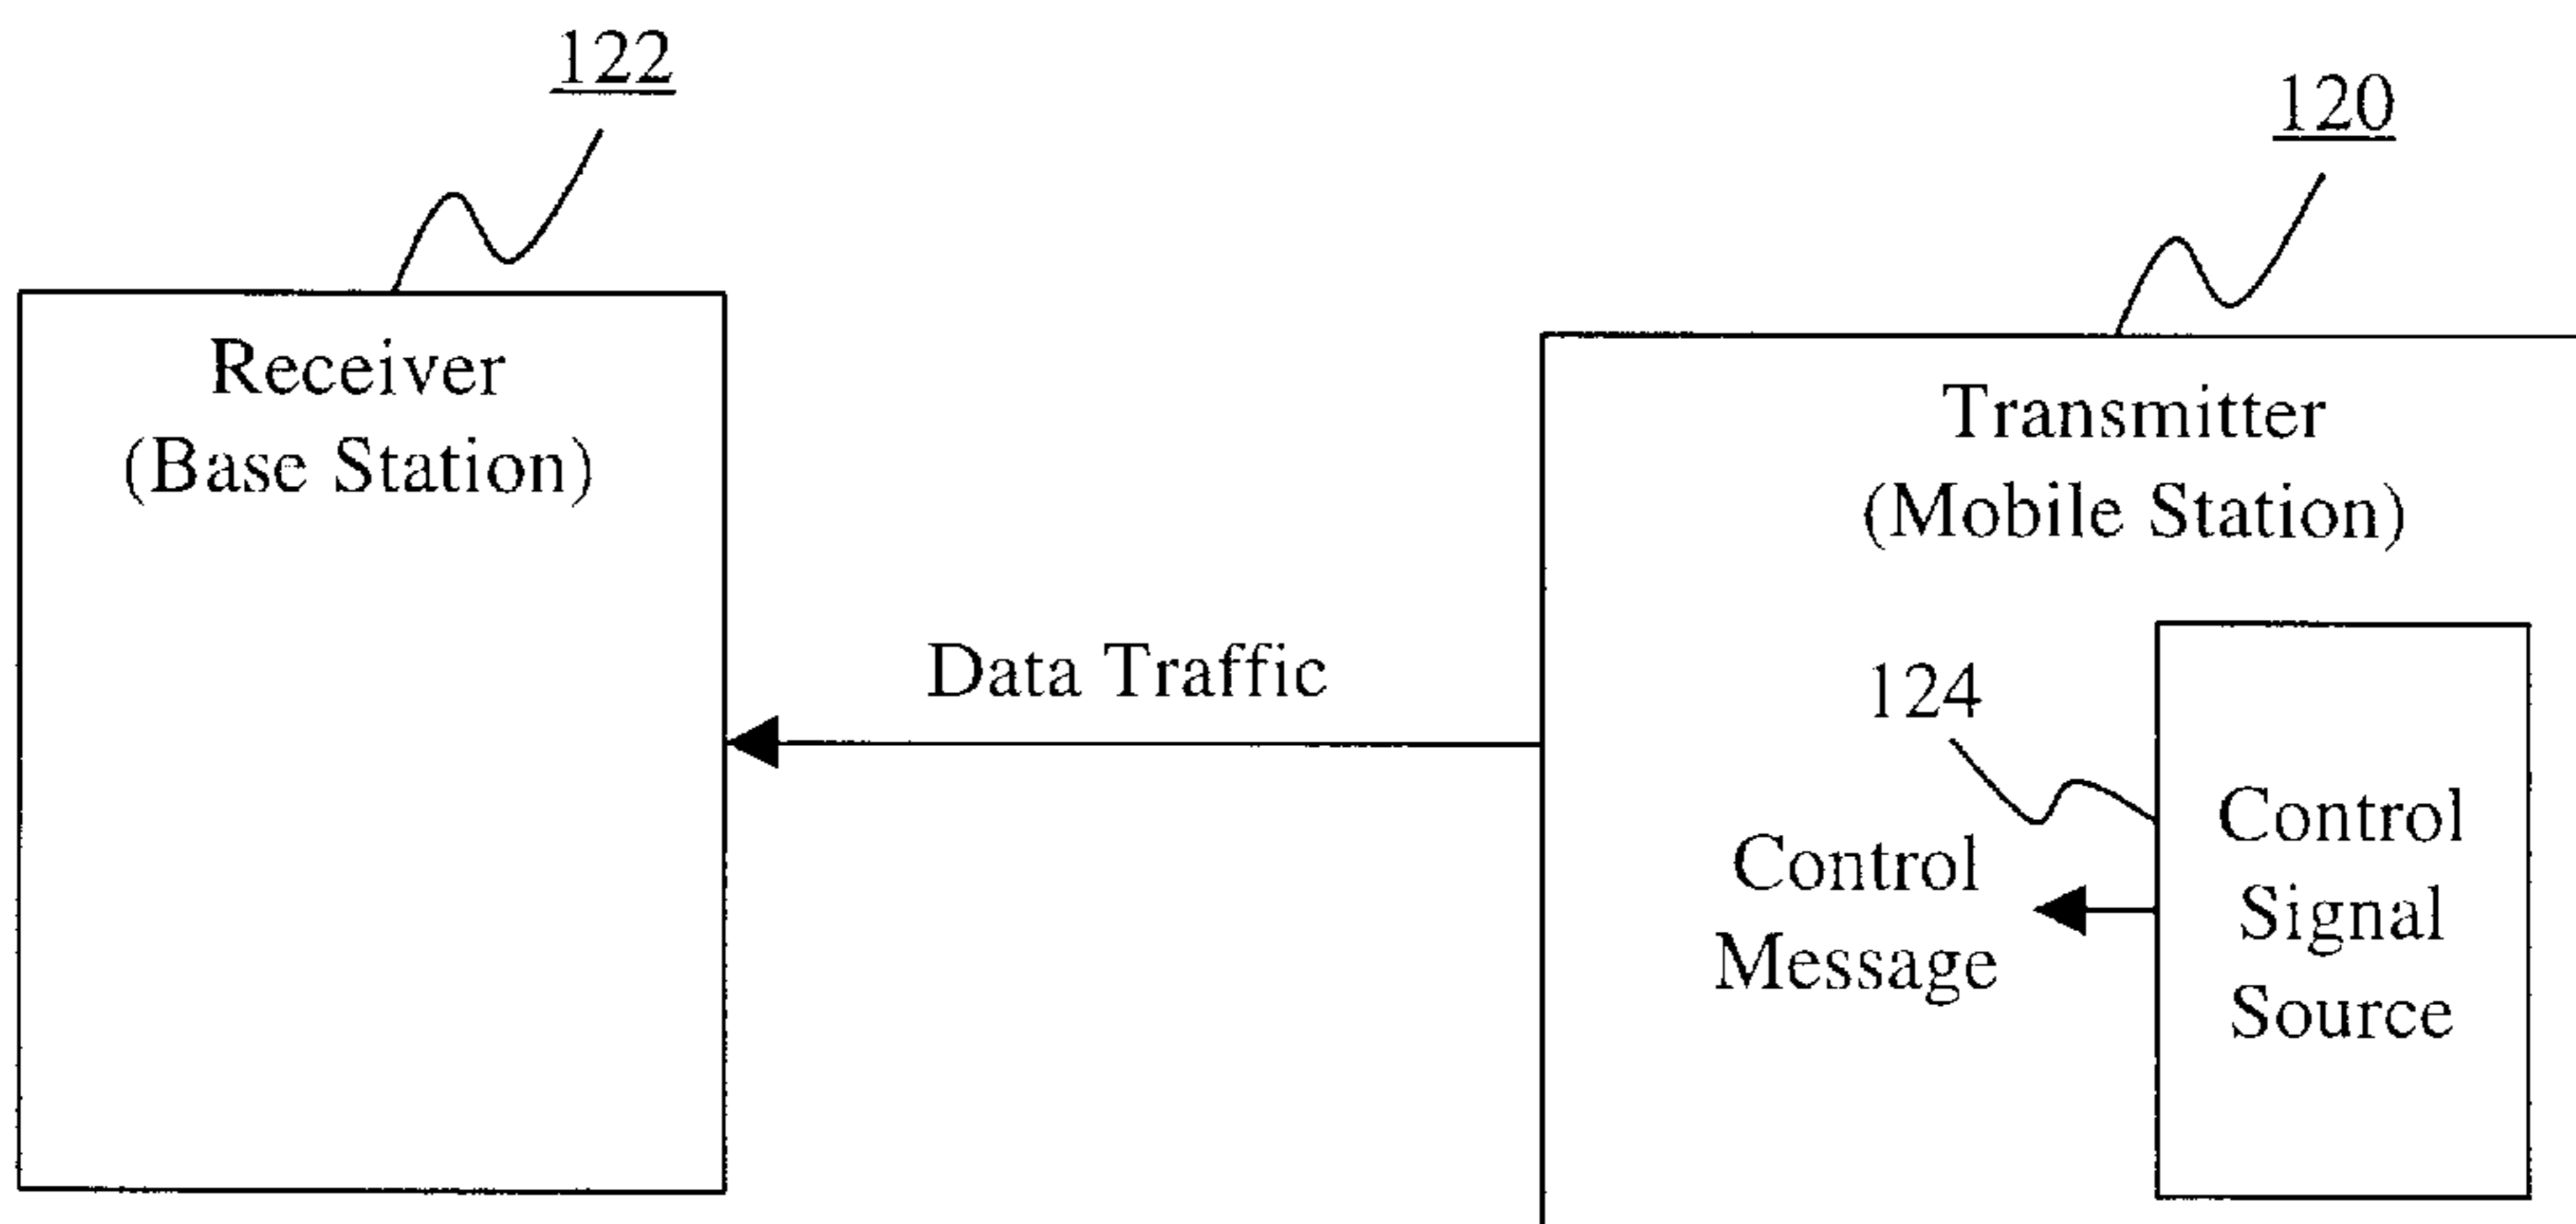 122
120
Receiver
(Base Station)
Transmitter
(Mobile Station)
Data Traffic
124
Control
Message
Control
Signal
Source